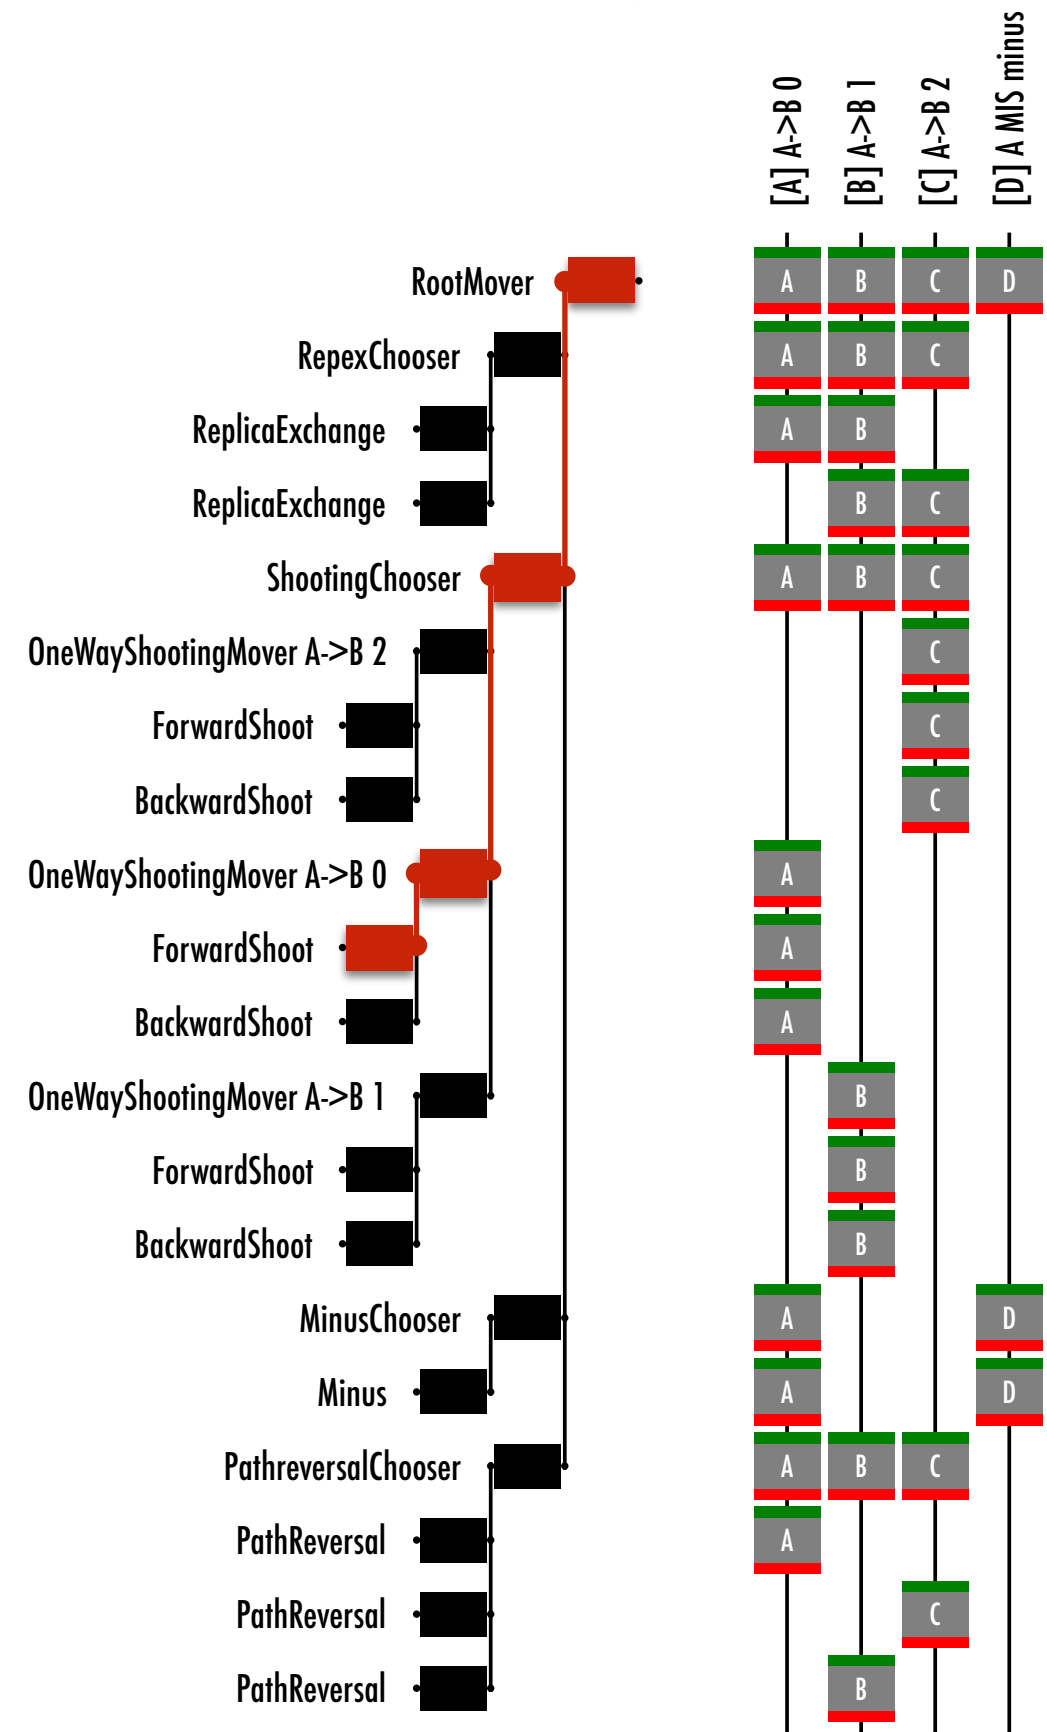 [A] A->B 0
[B] A->B 1
[C] A->B 2
[D] A MIS minus
RootMover A B C D
RepexChooser A B C
ReplicaExchange A B
ReplicaExchange B C
ShootingChooser A B C
OneWayShootingMover A->B 2 C
ForwardShoot C
BackwardShoot C
OneWayShootingMover A->B 0 A
ForwardShoot A
BackwardShoot A
OneWayShootingMover A->B 1 B
ForwardShoot B
BackwardShoot B
MinusChooser A D
Minus A D
PathreversalChooser A B C
PathReversal A
PathReversal C
PathReversal B